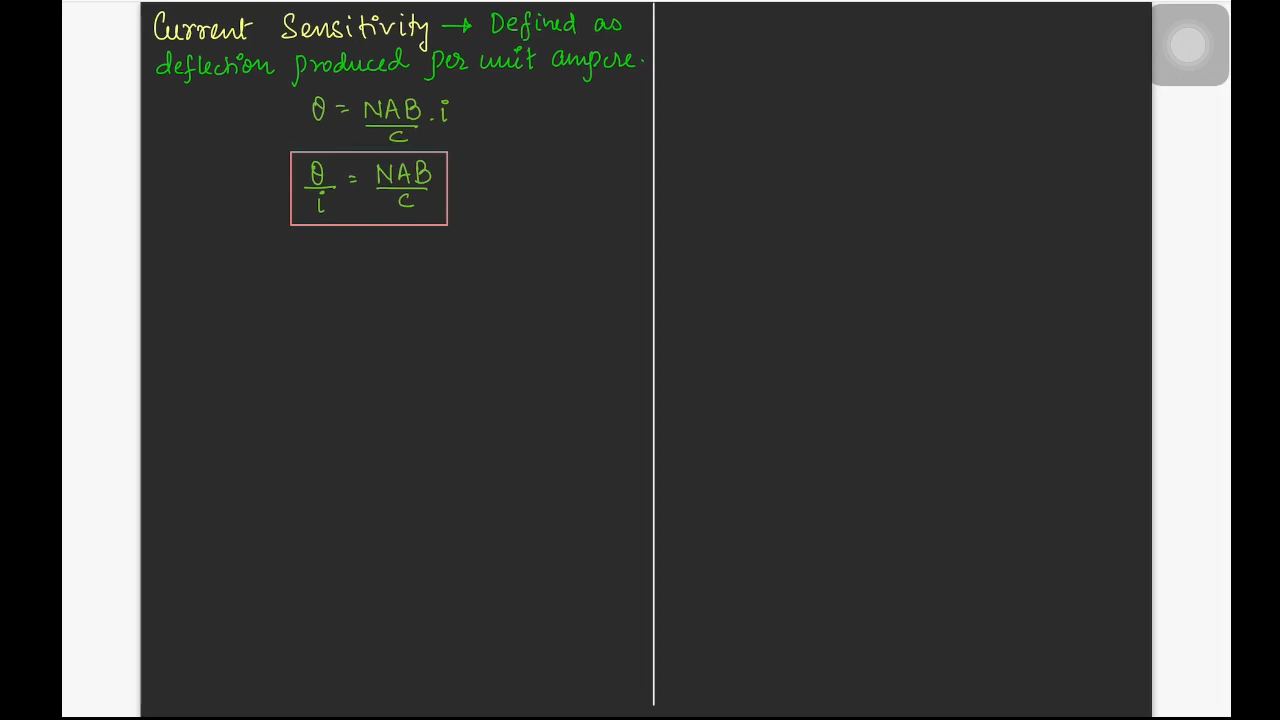 Current Sensitivity → Defined as
deflection produced per unit ampere.
θ = NAB/C . i
θ/i = NAB/C